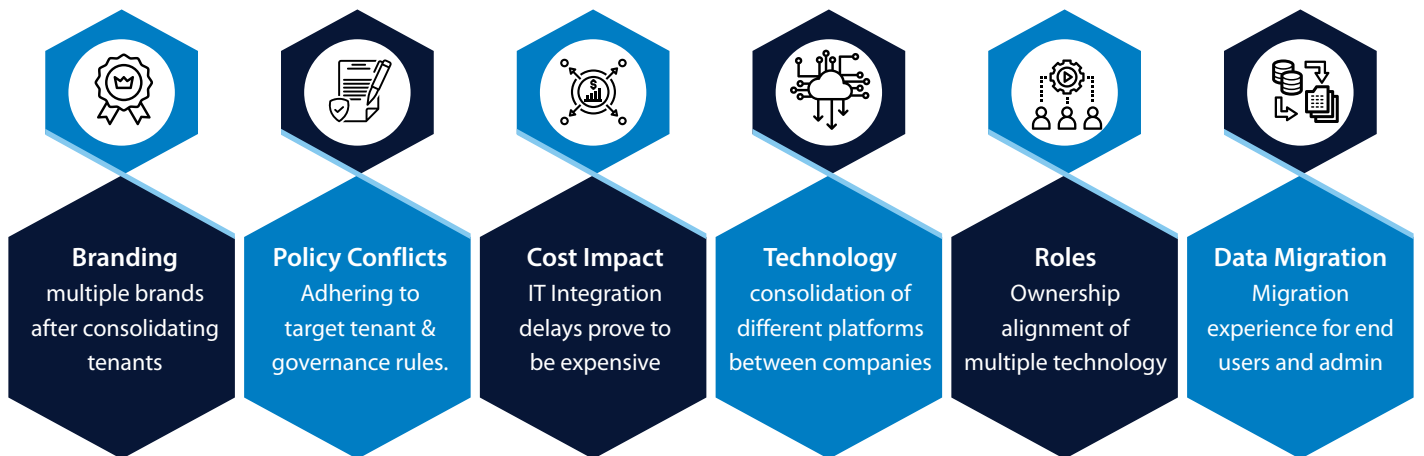 Branding
multiple brands
after consolidating
tenants
Policy Conflicts
Adhering to
target tenant &
governance rules.
Cost Impact
IT Integration
delays prove to
be expensive
Technology
consolidation of
different platforms
between companies
Roles
Ownership
alignment of
multiple technology
Data Migration
Migration
experience for end
users and admin